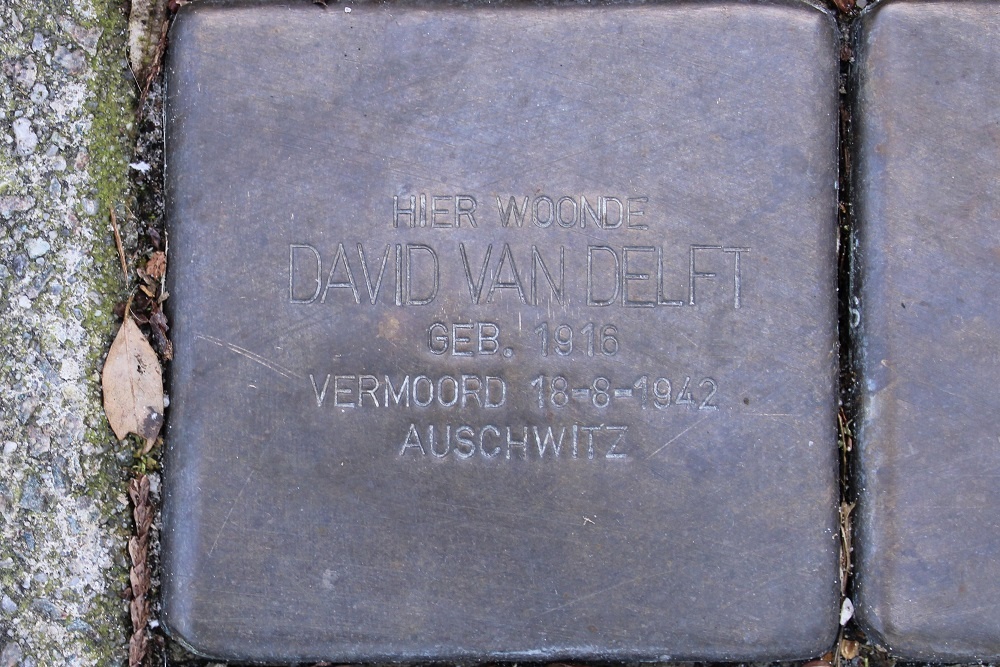 HIER WOONDE
DAVID VAN DELFT
GEB. 1916
VERMOORD 18-8-1942
AUSCHWITZ